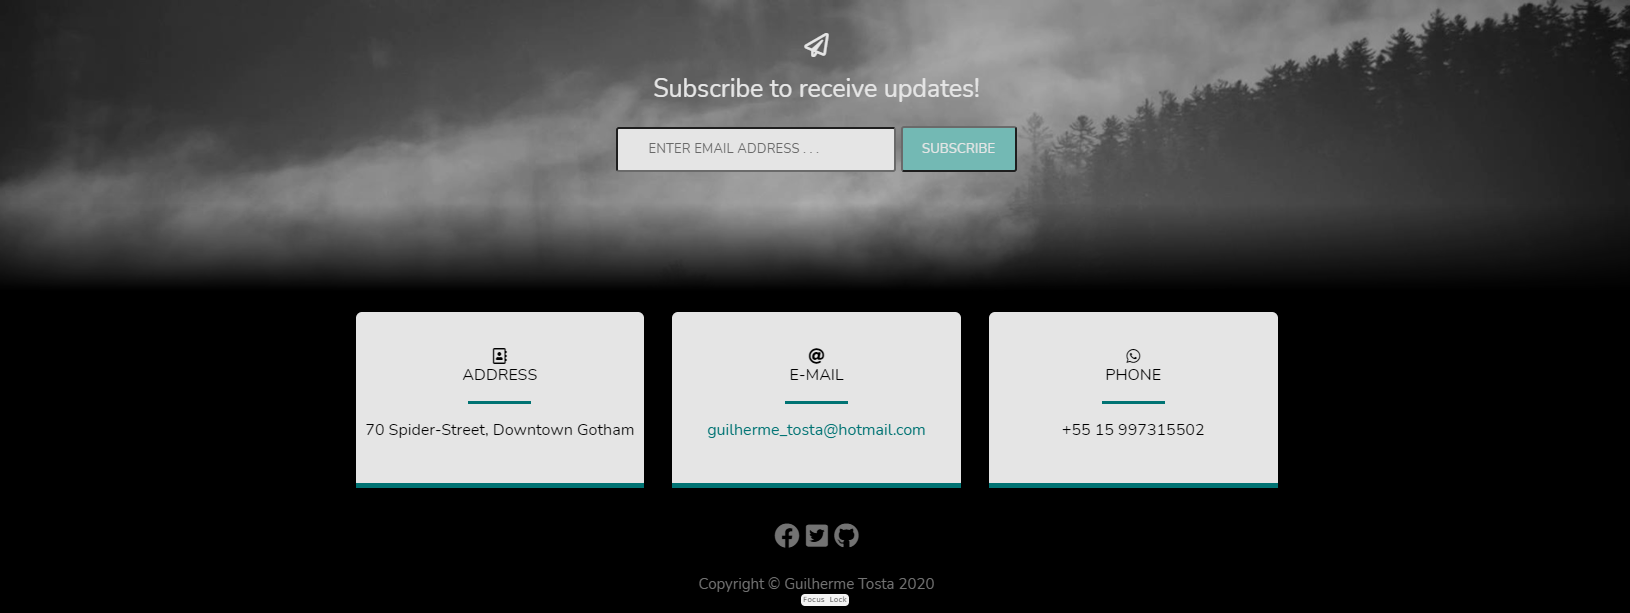 Subscribe to receive updates!
ENTER EMAIL ADDRESS . . .
SUBSCRIBE
ADDRESS
70 Spider-Street, Downtown Gotham
E-MAIL
guilherme_tosta@hotmail.com
PHONE
+55 15 997315502
Copyright © Guilherme Tosta 2020
Focus Lock